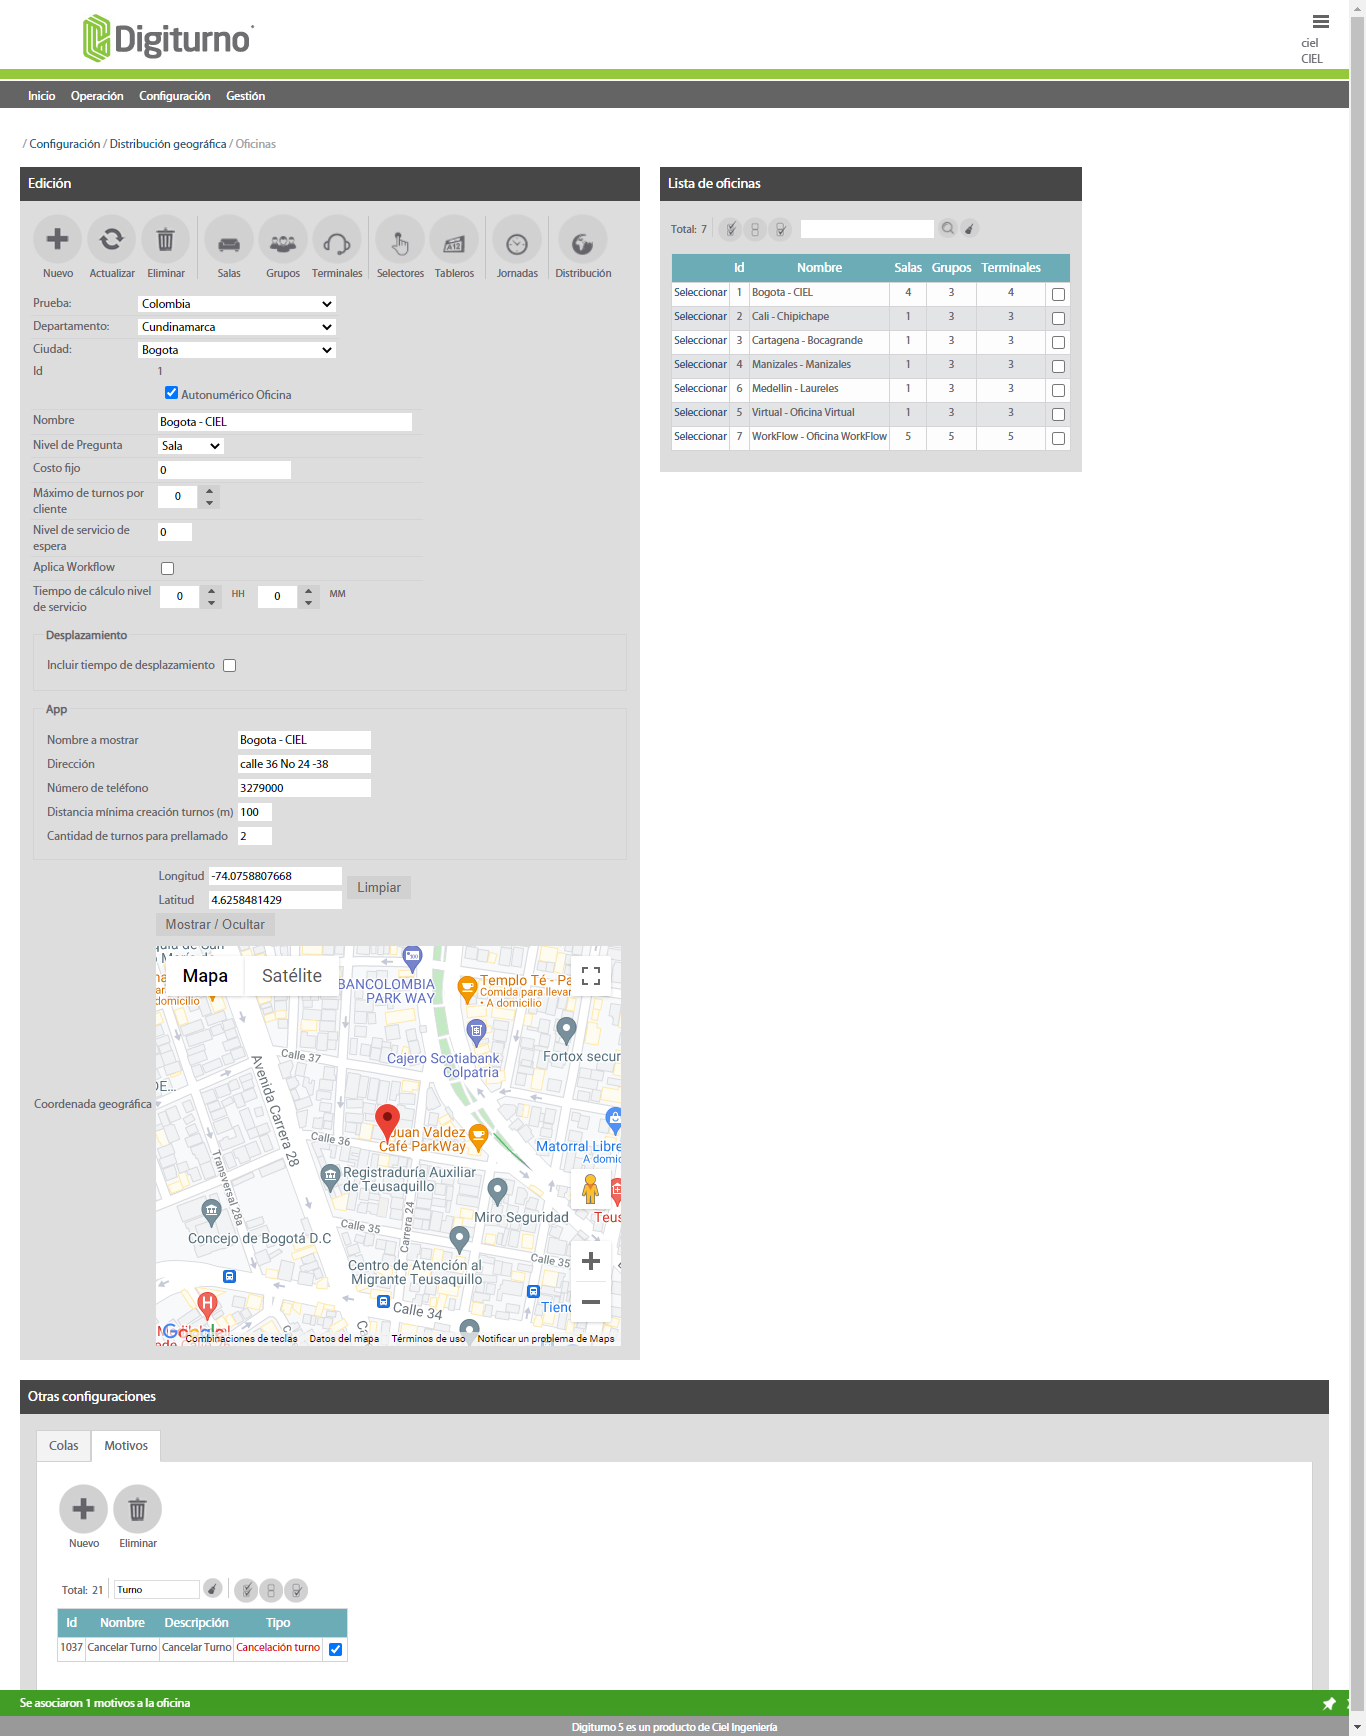 Digiturno
ciel
CIEL
Inicio Operación Configuración Gestión
/ Configuración / Distribución geográfica / Oficinas
Edición
Nuevo Actualizar Eliminar Salas Grupos Terminales Selectores Tableros Jornadas Distribución
Prueba: Colombia
Departamento: Cundinamarca
Ciudad: Bogota
Id 1
Autonumérico Oficina
Nombre Bogota - CIEL
Nivel de Pregunta Sala
Costo fijo 0
Máximo de turnos por
cliente
0
Nivel de servicio de
espera
0
Aplica Workflow
Tiempo de cálculo nivel
de servicio
0 HH 0 MM
Desplazamiento
Incluir tiempo de desplazamiento
App
Nombre a mostrar Bogota - CIEL
Dirección calle 36 No 24 -38
Número de teléfono 3279000
Distancia mínima creación turnos (m) 100
Cantidad de turnos para prellamado 2
Longitud -74.0758807668
Latitud 4.6258481429
Limpiar
Mostrar / Ocultar
Coordenada geográfica
Mapa Satélite
BANCOLOMBIA
PARK WAY
Templo Té - Pa
Comida para llevar
• A domicilio
domicilio
Cajero Scotiabank
Colpatria
Fortox secur
Calle 37
Avenida Carrera 28
DE...
Calle 36
Juan Valdez
Café ParkWay
Matorral Libre
A domic
Registraduría Auxiliar
de Teusaquillo
Transversal 28a
Miro Seguridad
Teus
Concejo de Bogotá D.C
Calle 35
Carrera 24
Centro de Atención al
Migrante Teusaquillo
Calle 35
Calle 34
Tiend
Google
Combinaciones de teclas Datos del mapa Términos de uso Notificar un problema de Maps
Lista de oficinas
Total: 7
Id Nombre Salas Grupos Terminales
Seleccionar 1 Bogota - CIEL 4 3 4
Seleccionar 2 Cali - Chipichape 1 3 3
Seleccionar 3 Cartagena - Bocagrande 1 3 3
Seleccionar 4 Manizales - Manizales 1 3 3
Seleccionar 6 Medellin - Laureles 1 3 3
Seleccionar 5 Virtual - Oficina Virtual 1 3 3
Seleccionar 7 WorkFlow - Oficina WorkFlow 5 5 5
Otras configuraciones
Colas Motivos
Nuevo Eliminar
Total: 21 Turno
Id Nombre Descripción Tipo
1037 Cancelar Turno Cancelar Turno Cancelación turno
Se asociaron 1 motivos a la oficina
Digiturno 5 es un producto de Ciel Ingeniería